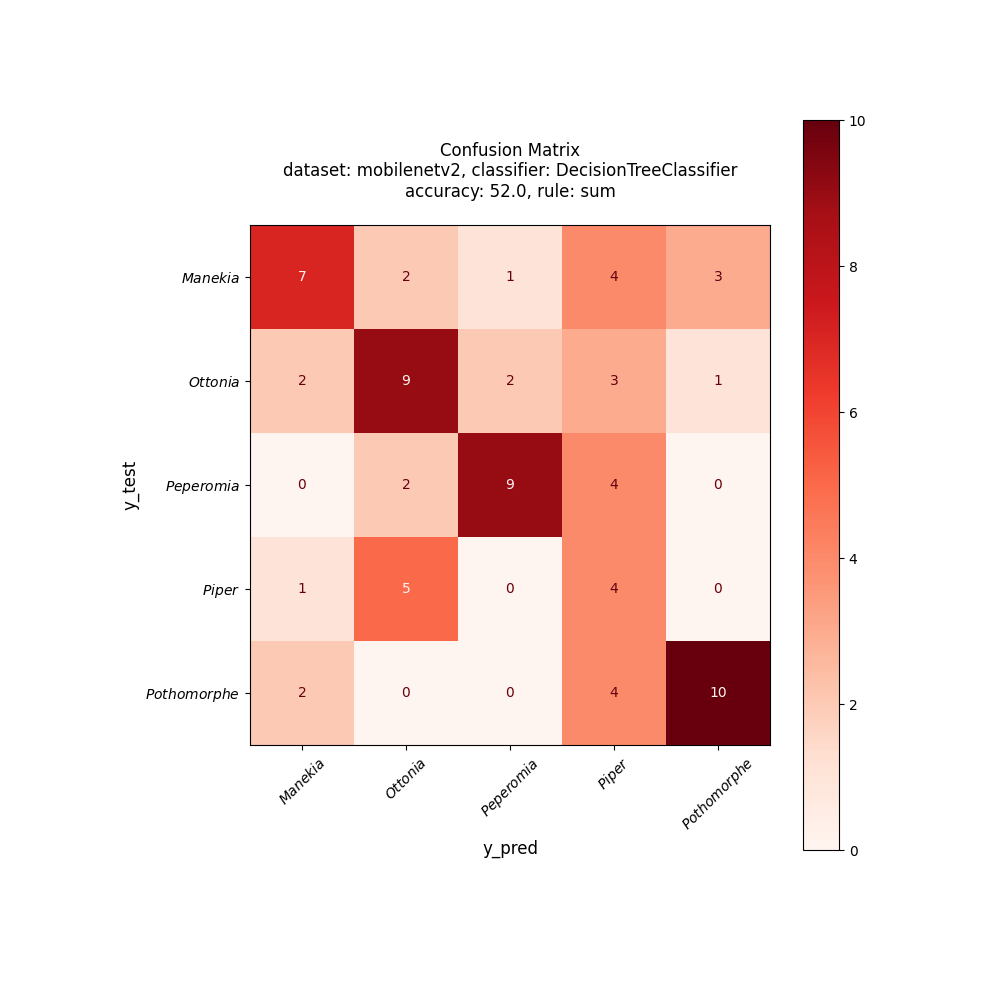 Confusion Matrix
dataset: mobilenetv2, classifier: DecisionTreeClassifier
accuracy: 52.0, rule: sum
y_test
Manekia 7 2 1 4 3
Ottonia 2 9 2 3 1
Peperomia 0 2 9 4 0
Piper 1 5 0 4 0
Pothomorphe 2 0 0 4 10
Manekia Ottonia Peperomia Piper Pothomorphe
y_pred
10
8
6
4
2
0